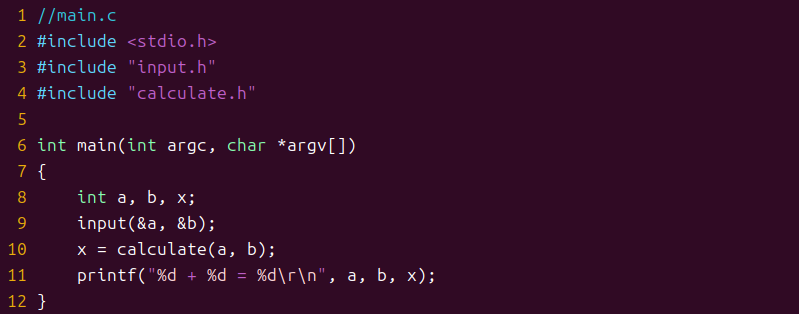 1 //main.c
2 #include <stdio.h>
3 #include "input.h"
4 #include "calculate.h"
5
6 int main(int argc, char *argv[])
7 {
8     int a, b, x;
9     input(&a, &b);
10     x = calculate(a, b);
11     printf("%d + %d = %d\r\n", a, b, x);
12 }